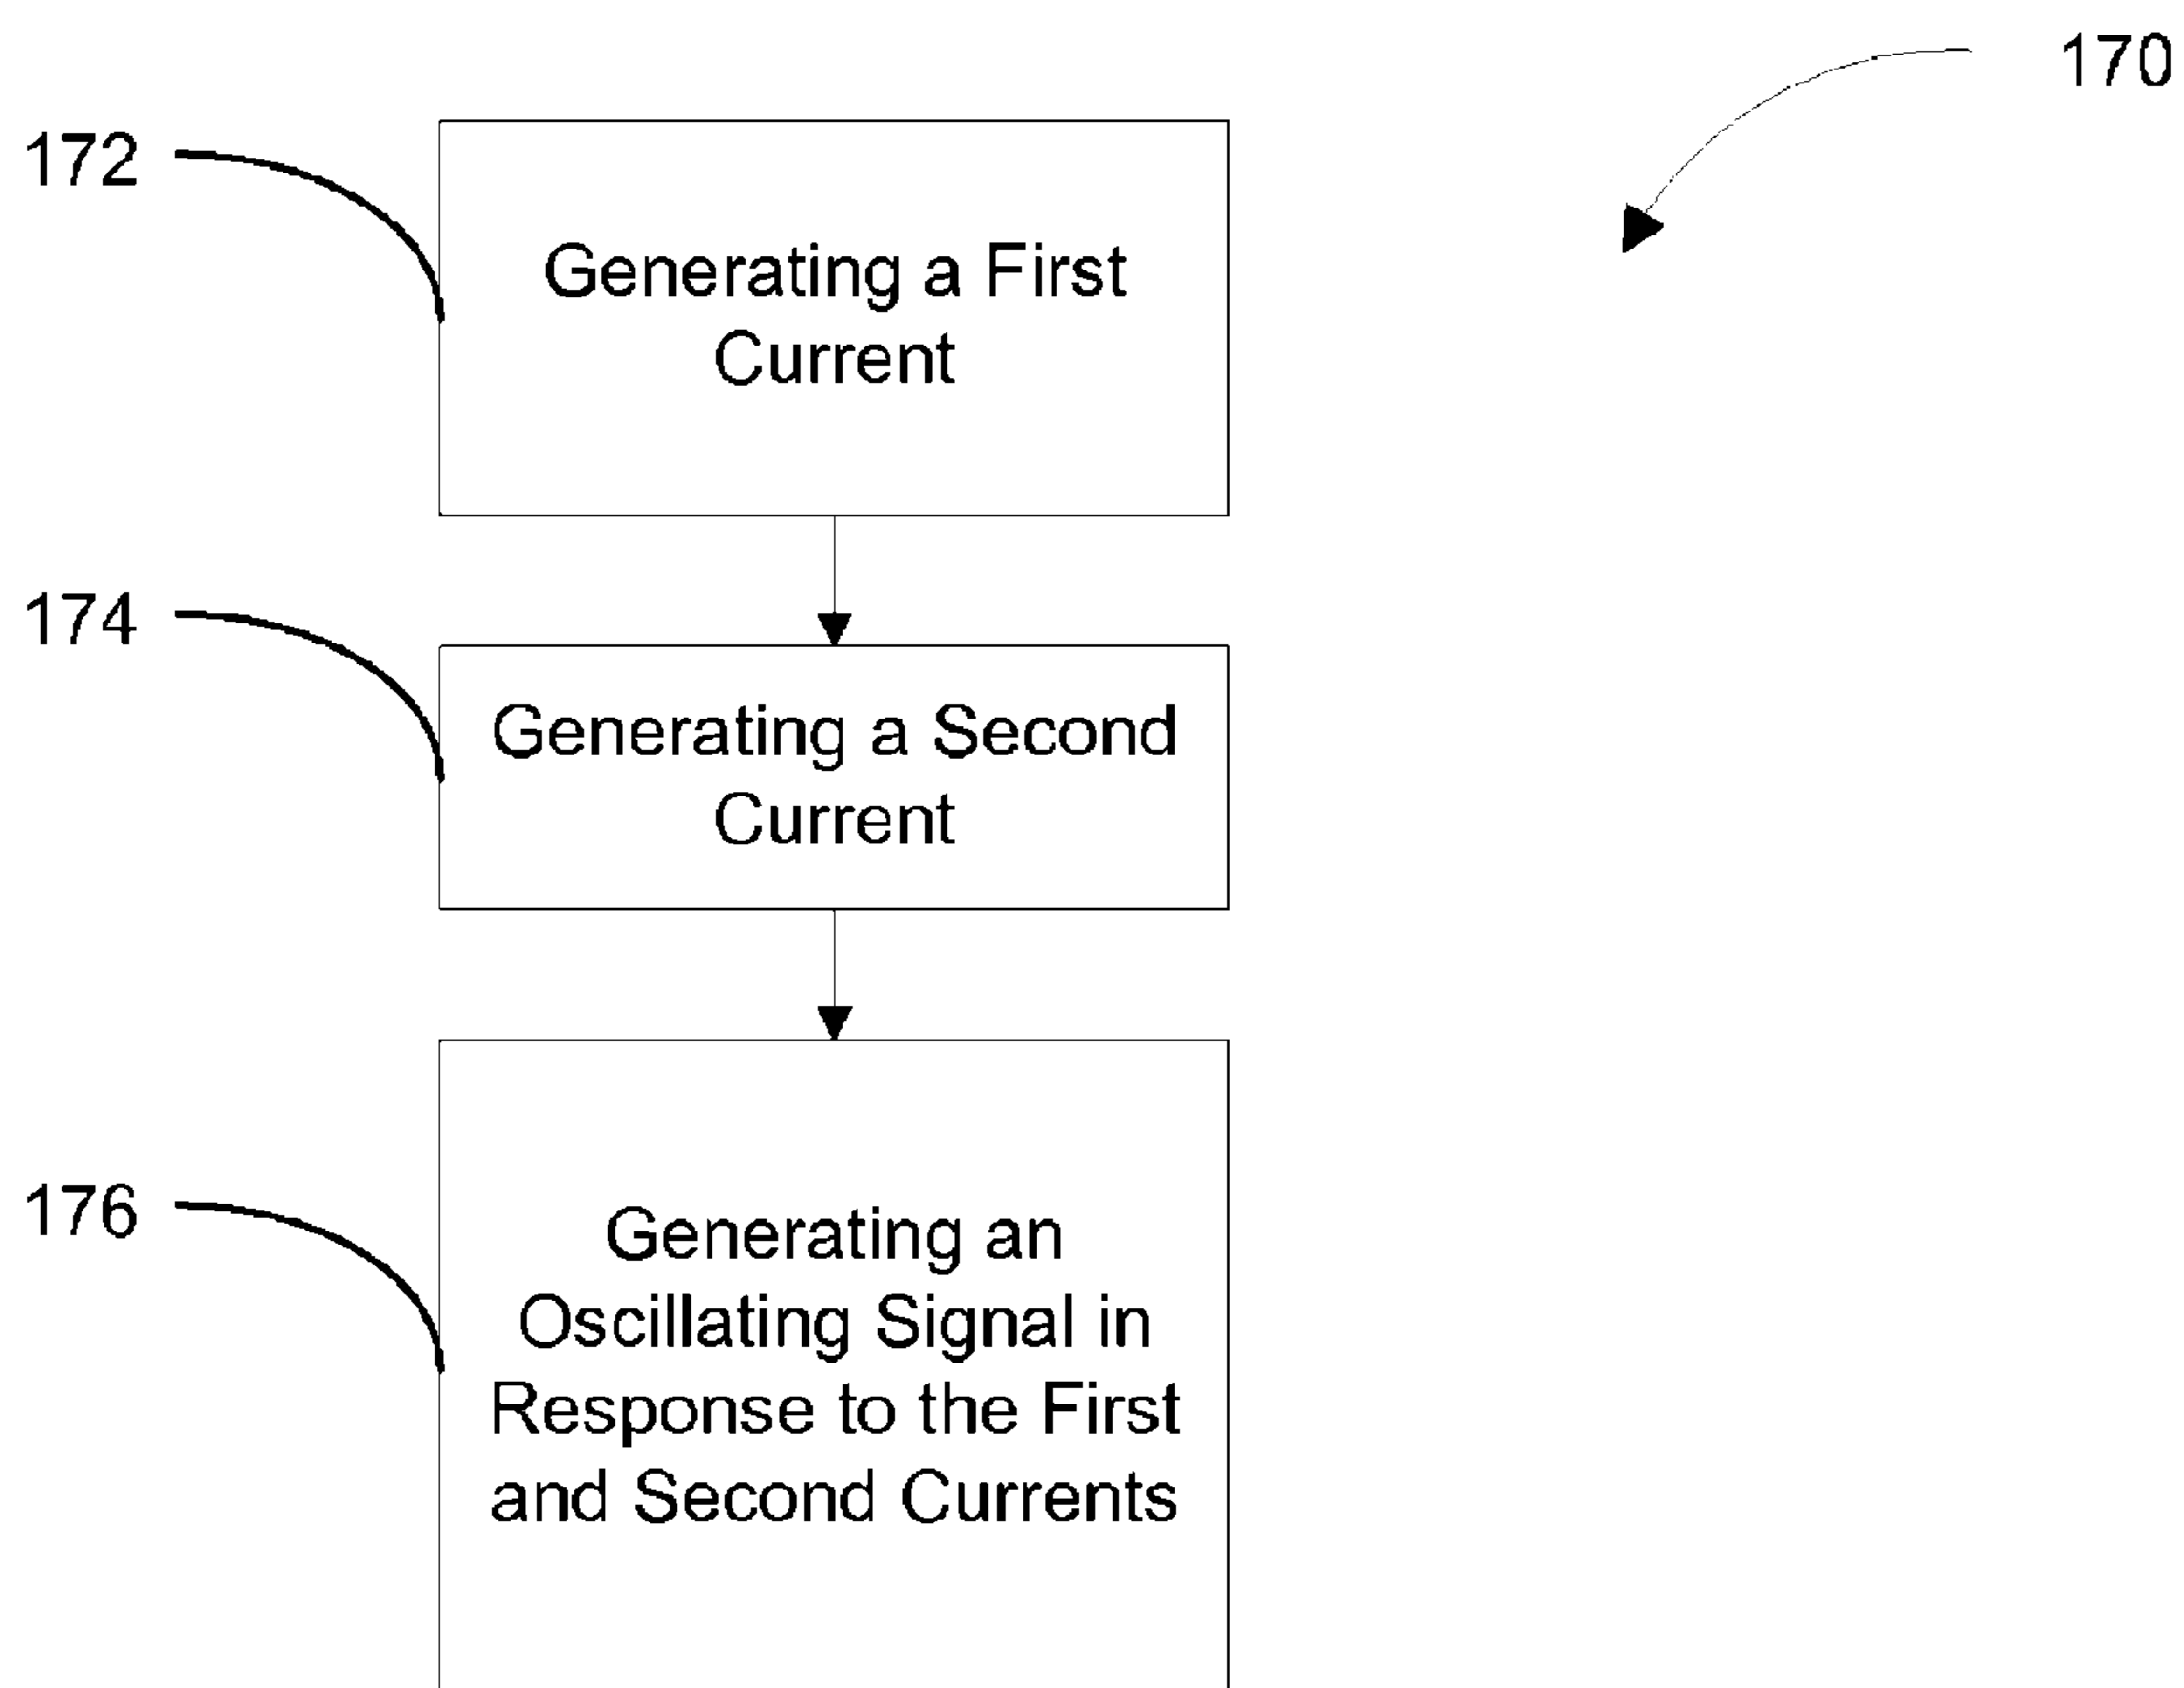 170
172
Generating a First
Current
174
Generating a Second
Current
176
Generating an
Oscillating Signal in
Response to the First
and Second Currents